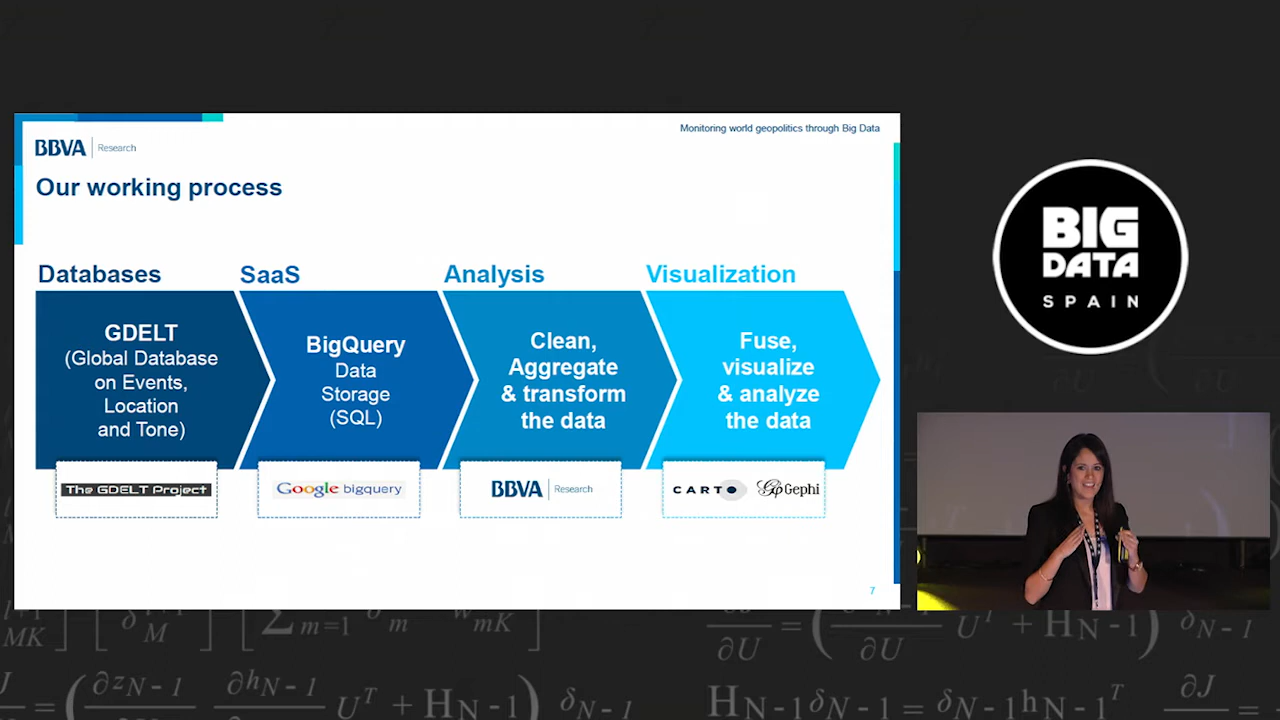 Monitoring world geopolitics through Big Data
BBVA | Research
Our working process
Databases
SaaS
Analysis
Visualization
GDELT
(Global Database
on Events,
Location
and Tone)
BigQuery
Data
Storage
(SQL)
Clean,
Aggregate
& transform
the data
Fuse,
visualize
& analyze
the data
The GDELT Project
Google bigquery
BBVA | Research
CARTO
Gephi
7
BIG
DATA
SPAIN